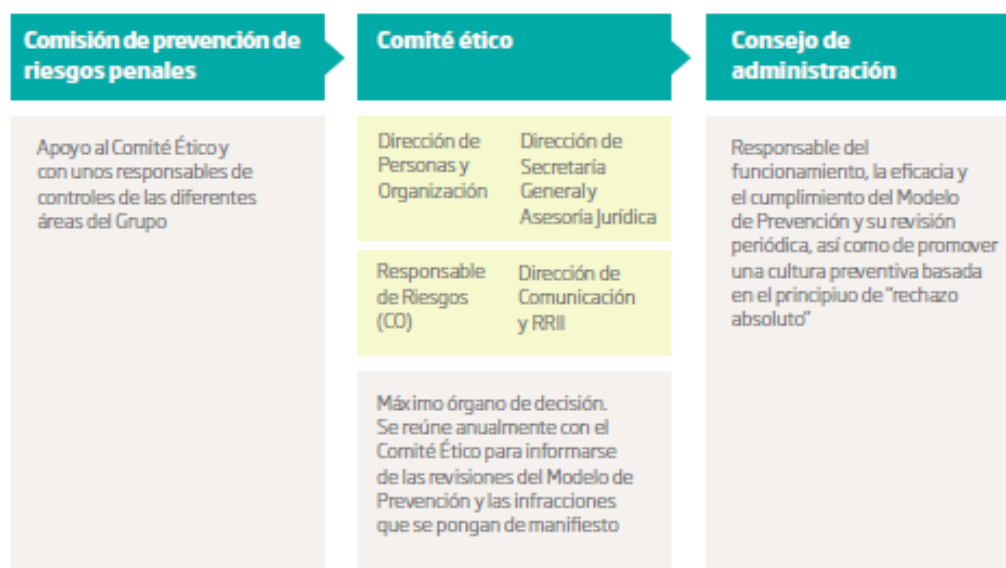 Comisión de prevención de
riesgos penales
Apoyo al Comité Ético y
con unos responsables de
controles de las diferentes
áreas del Grupo
Comité ético
Dirección de
Personas y
Organización
Dirección de
Secretaría
General y
Asesoría Jurídica
Responsable
de Riesgos
(CO)
Dirección de
Comunicación
y RRII
Máximo órgano de decisión.
Se reúne anualmente con el
Comité Ético para informarse
de las revisiones del Modelo de
Prevención y las infracciones
que se pongan de manifiesto
Consejo de
administración
Responsable del
funcionamiento, la eficacia y
el cumplimiento del Modelo
de Prevención y su revisión
periódica, así como de promover
una cultura preventiva basada
en el principiuo de "rechazo
absoluto"